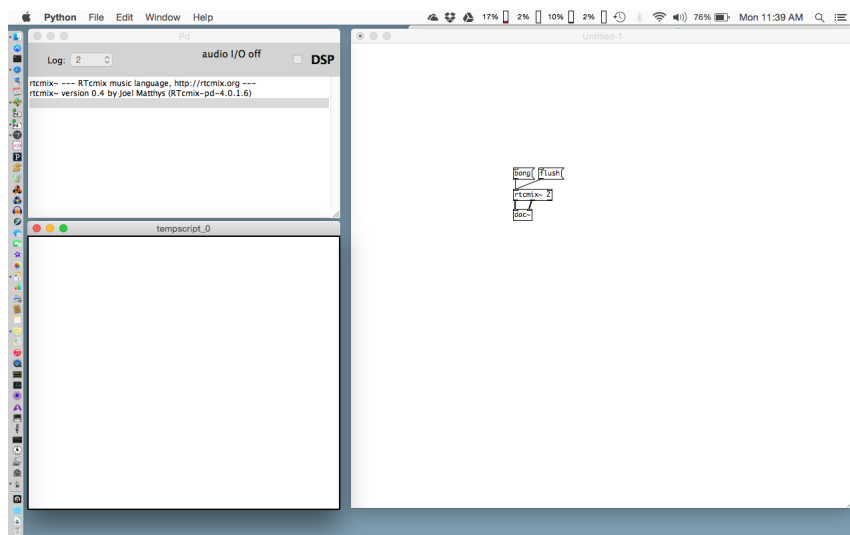 Python File Edit Window Help 17% 2% 10% 2% 76% Mon 11:39 AM
Pd
Log: 2 audio I/O off DSP
rtcmix~ --- RTcmix music language, http://rtcmix.org ---
rtcmix~ version 0.4 by Joel Matthys (RTcmix-pd-4.0.1.6)
Untitled-1
bang flush
rtcmix~ 2
dac~
tempscript_0